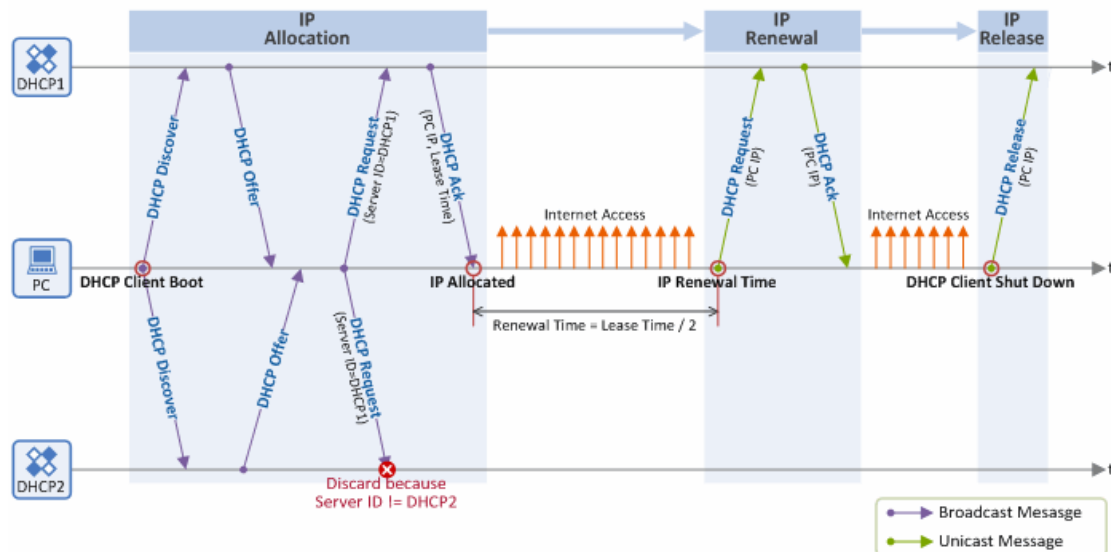 IP
Allocation
IP
Renewal
IP
Release
DHCP1
t
DHCP Discover
DHCP Offer
DHCP Request
(Server ID=DHCP1)
DHCP Ack
(PC IP, Lease Time)
DHCP Request
(PC IP)
DHCP Ack
(PC IP)
DHCP Release
(PC IP)
Internet Access
Internet Access
PC
t
DHCP Client Boot
IP Allocated
IP Renewal Time
DHCP Client Shut Down
Renewal Time = Lease Time / 2
DHCP Discover
DHCP Offer
DHCP Request
(Server ID=DHCP1)
DHCP2
t
Discard because
Server ID != DHCP2
Broadcast Mesasge
Unicast Message